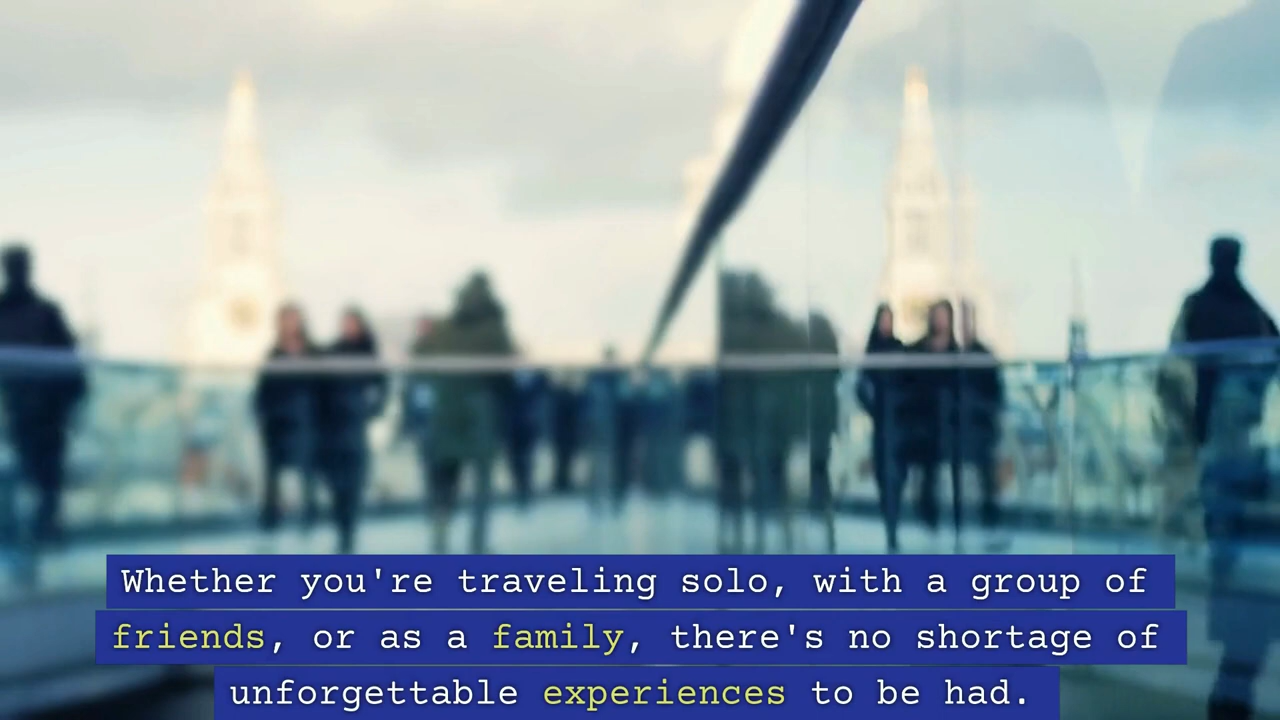 Whether you're traveling solo, with a group of
friends, or as a family, there's no shortage of
unforgettable experiences to be had.